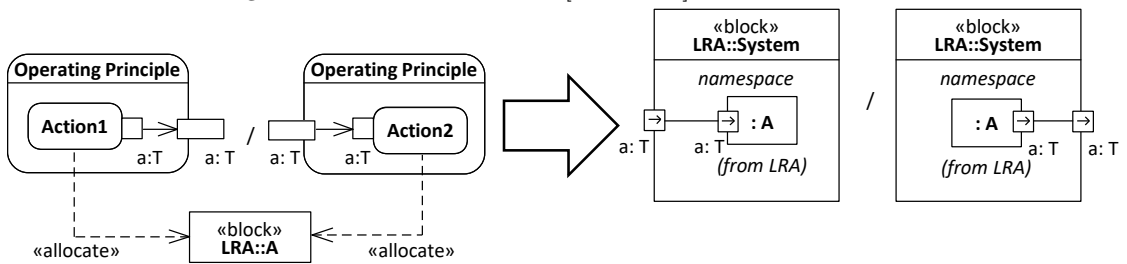 Operating Principle
Action1
a:T
a: T
/
Operating Principle
Action2
a: T
a:T
«allocate»
«block»
LRA::A
«allocate»
«block»
LRA::System
namespace
: A
a: T
a: T
(from LRA)
/
«block»
LRA::System
namespace
: A
a: T
a: T
(from LRA)